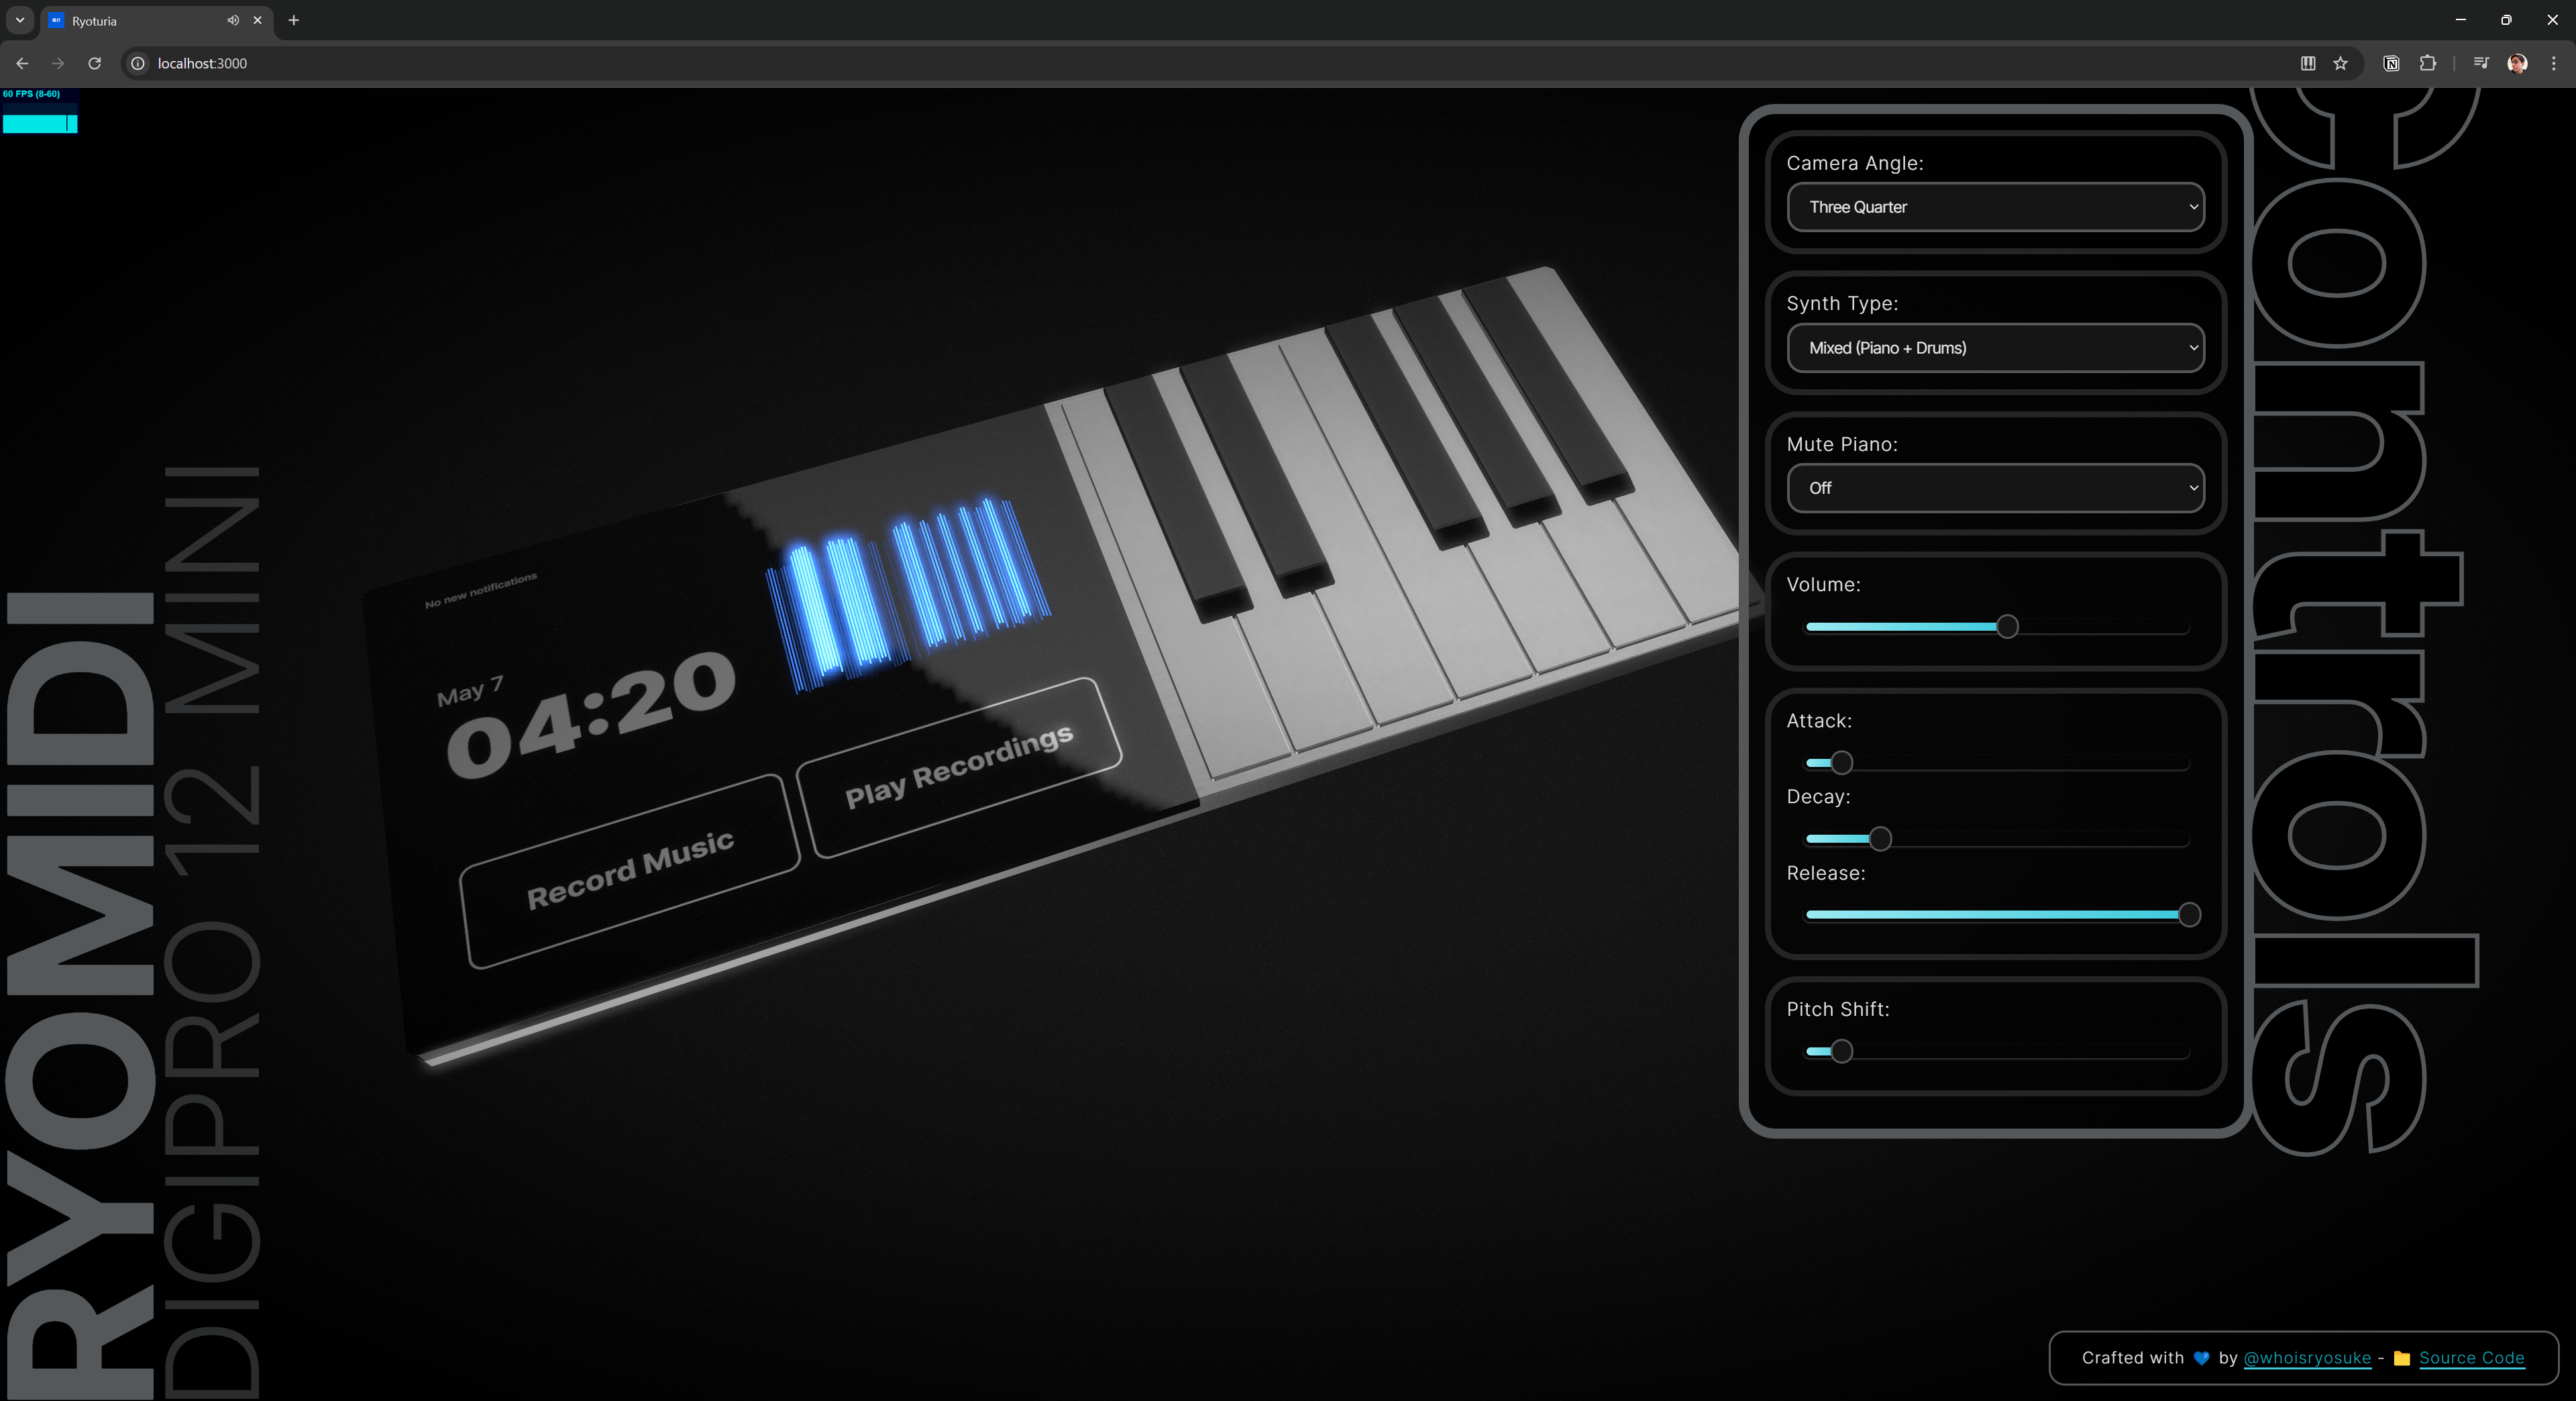 Ryoturia
localhost:3000
60 FPS (8-60)
RYOMIDI
DIGIPRO 12 MINI
No new notifications
May 7
04:20
Record Music
Play Recordings
Camera Angle:
Three Quarter
Synth Type:
Mixed (Piano + Drums)
Mute Piano:
Off
Volume:
Attack:
Decay:
Release:
Pitch Shift:
Controls
Crafted with 💙 by @whoisryosuke - 📁 Source Code